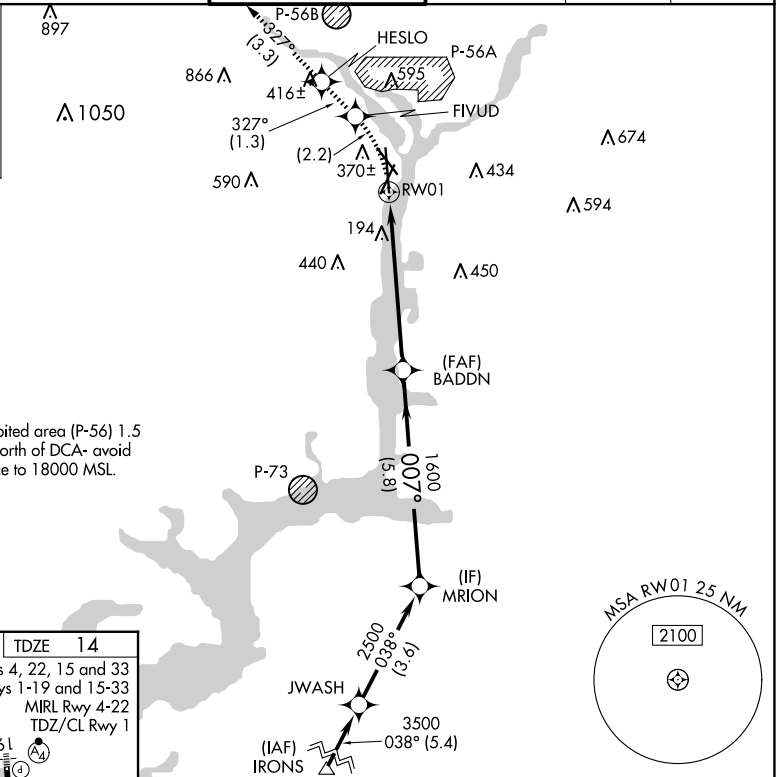 P-56B
897
327°
(3.3)
HESLO
P-56A
866
595
416±
1050
FIVUD
327°
(1.3)
(2.2)
674
370±
434
590
RW01
594
194
440
450
(FAF)
BADDN
bited area (P-56) 1.5
orth of DCA- avoid
e to 18000 MSL.
1600
007°
(5.8)
P-73
(IF)
MRION
MSA RW01 25 NM
2100
2500
038°
(3.6)
TDZE 14
s 4, 22, 15 and 33
ys 1-19 and 15-33
MIRL Rwy 4-22
TDZ/CL Rwy 1
JWASH
3500
038° (5.4)
(IAF)
IRONS
19
A4
P